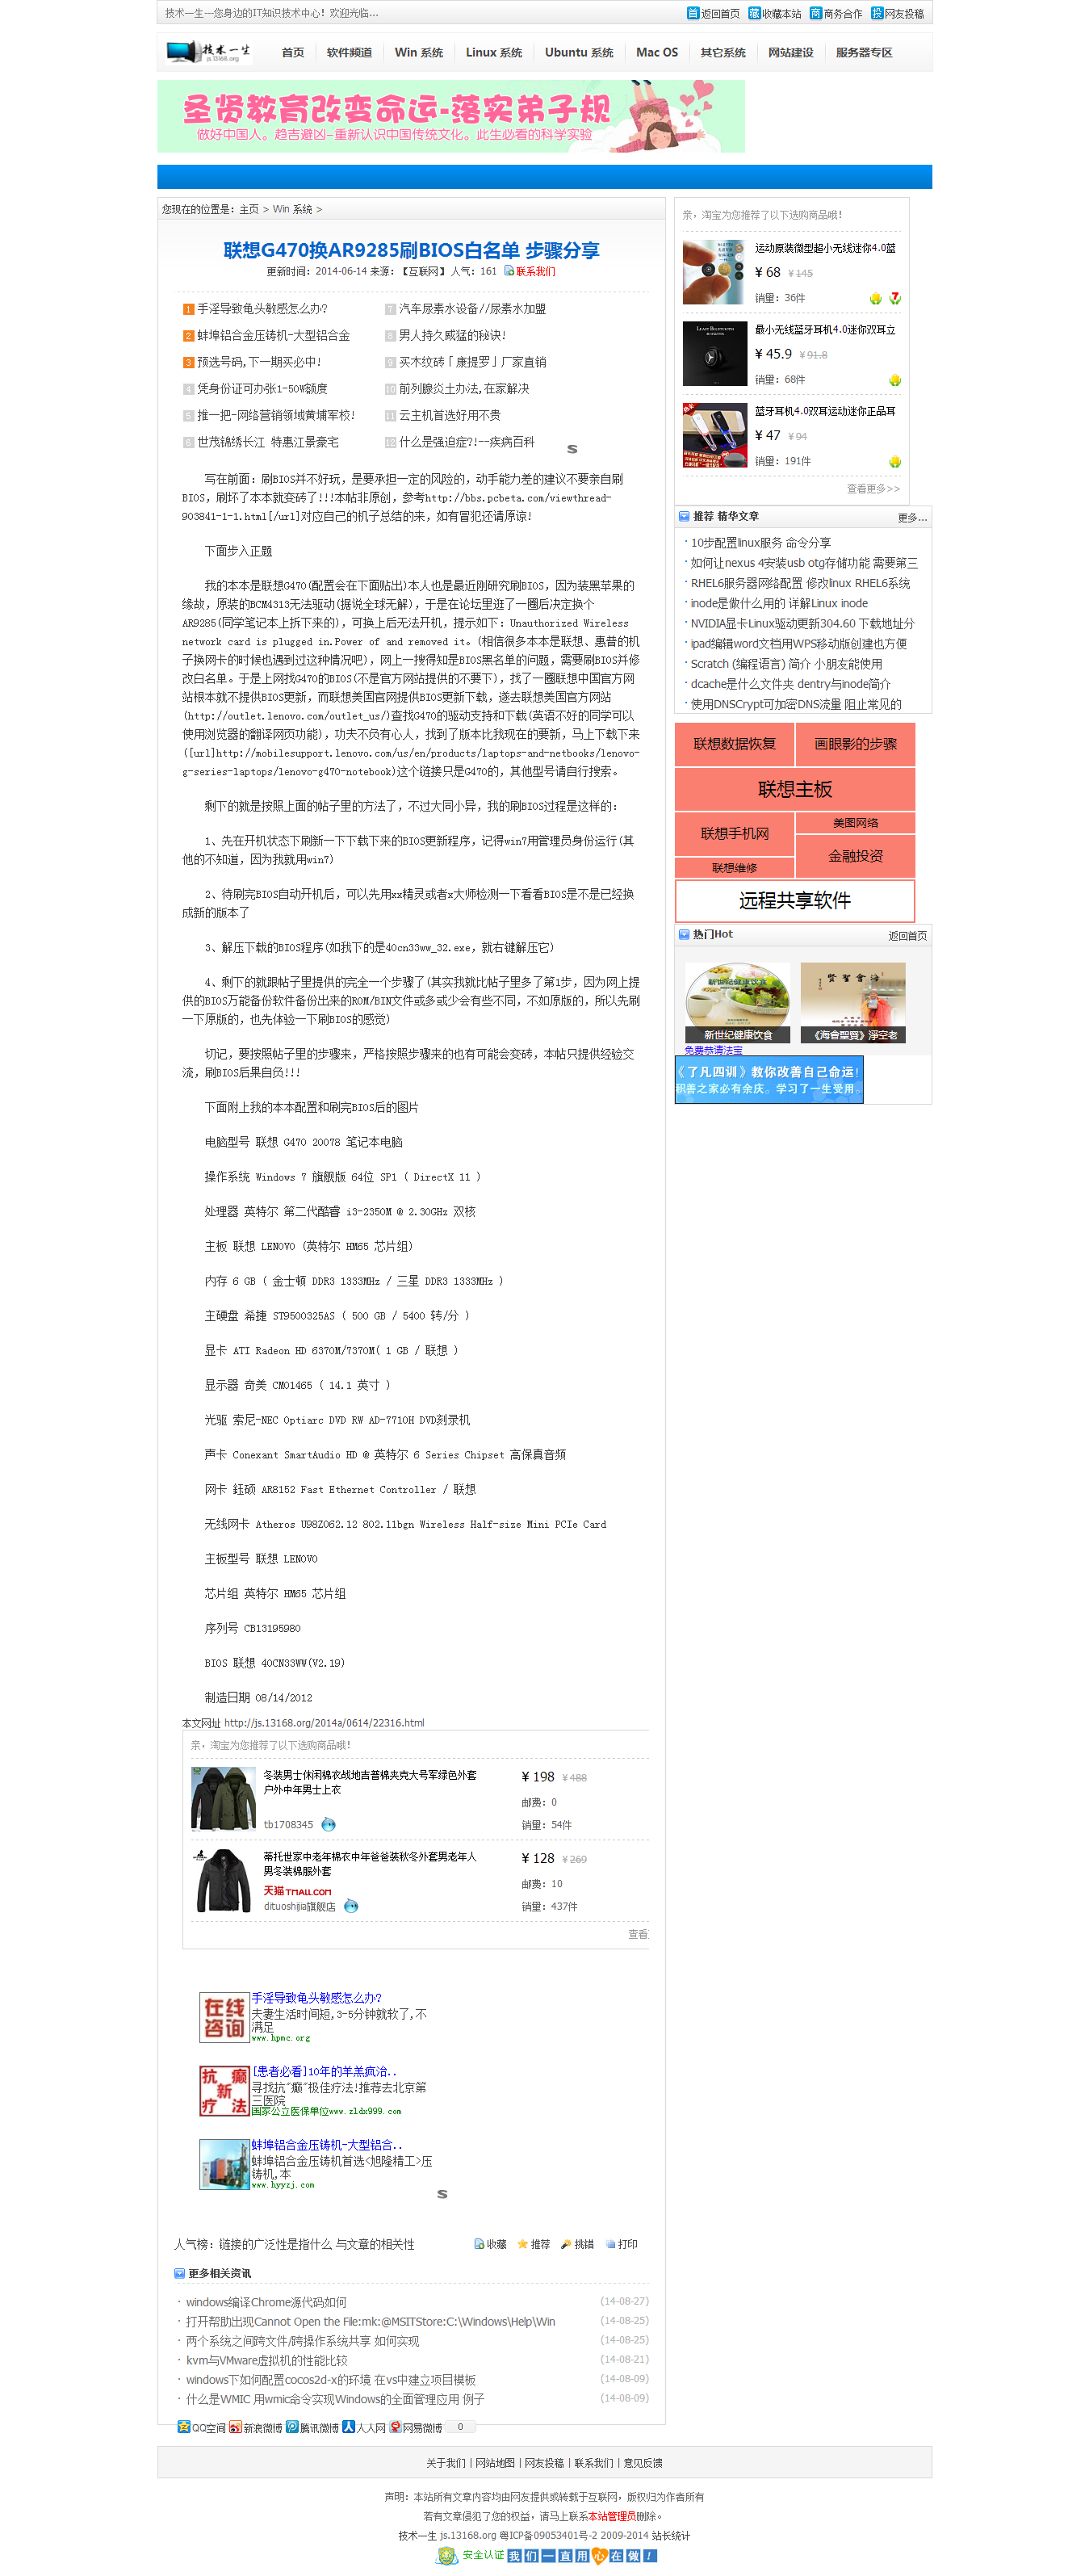 技术一生---您身边的IT知识技术中心! 欢迎光临...
首 返回首页 藏 收藏本站 商 商务合作 投 网友投稿
技术一生
js.13168.org
首页 软件频道 Win 系统 Linux 系统 Ubuntu 系统 Mac OS 其它系统 网站建设 服务器专区
圣贤教育改变命运-落实弟子规
做好中国人。趋吉避凶-重新认识中国传统文化。此生必看的科学实验
您现在的位置是: 主页 > Win 系统 >
联想G470换AR9285刷BIOS白名单 步骤分享
更新时间: 2014-06-14 来源: 【互联网】 人气: 161 联系我们
1 手淫导致龟头敏感怎么办?
7 汽车尿素水设备//尿素水加盟
2 蚌埠铝合金压铸机-大型铝合金
8 男人持久威猛的秘诀!
3 预选号码,下一期买必中!
9 买木纹砖「康提罗」厂家直销
4 凭身份证可办张1-50W额度
10 前列腺炎土办法,在家解决
5 推一把-网络营销领域黄埔军校!
11 云主机首选好用不贵
6 世茂锦绣长江 特惠江景豪宅
12 什么是强迫症?!--疾病百科
写在前面: 刷BIOS并不好玩, 是要承担一定的风险的, 动手能力差的建议不要亲自刷
BIOS, 刷坏了本本就变砖了!!!本帖非原创, 参考http://bbs.pcbeta.com/viewthread-
903841-1-1.html[/url]对应自己的机子总结的来, 如有冒犯还请原谅!
下面步入正题
我的本本是联想G470(配置会在下面贴出)本人也是最近刚研究刷BIOS, 因为装黑苹果的
缘故, 原装的BCM4313无法驱动(据说全球无解), 于是在论坛里逛了一圈后决定换个
AR9285(同学笔记本上拆下来的), 可换上后无法开机, 提示如下: Unauthorized Wireless
network card is plugged in.Power of and removed it。(相信很多本本是联想、惠普的机
子换网卡的时候也遇到过这种情况吧), 网上一搜得知是BIOS黑名单的问题, 需要刷BIOS并修
改白名单。于是上网找G470的BIOS(不是官方网站提供的不要下), 找了一圈联想中国官方网
站根本就不提供BIOS更新, 而联想美国官网提供BIOS更新下载, 遂去联想美国官方网站
(http://outlet.lenovo.com/outlet_us/)查找G470的驱动支持和下载(英语不好的同学可以
使用浏览器的翻译网页功能), 功夫不负有心人, 找到了版本比我现在的要新, 马上下载下来
([url]http://mobilesupport.lenovo.com/us/en/products/laptops-and-netbooks/lenovo-
g-series-laptops/lenovo-g470-notebook)这个链接只是G470的, 其他型号请自行搜索。
剩下的就是按照上面的帖子里的方法了, 不过大同小异, 我的刷BIOS过程是这样的:
1、先在开机状态下刷新一下下载下来的BIOS更新程序, 记得win7用管理员身份运行(其
他的不知道, 因为我就用win7)
2、待刷完BIOS自动开机后, 可以先用xx精灵或者x大师检测一下看看BIOS是不是已经换
成新的版本了
3、解压下载的BIOS程序(如我下的是40cn33ww_32.exe, 就右键解压它)
4、剩下的就跟帖子里提供的完全一个步骤了(其实我就比帖子里多了第1步, 因为网上提
供的BIOS万能备份软件备份出来的ROM/BIN文件或多或少会有些不同, 不如原版的, 所以先刷
一下原版的, 也先体验一下刷BIOS的感觉)
切记, 要按照帖子里的步骤来, 严格按照步骤来的也有可能会变砖, 本帖只提供经验交
流, 刷BIOS后果自负!!!
下面附上我的本本配置和刷完BIOS后的图片
电脑型号 联想 G470 20078 笔记本电脑
操作系统 Windows 7 旗舰版 64位 SP1 ( DirectX 11 )
处理器 英特尔 第二代酷睿 i3-2350M @ 2.30GHz 双核
主板 联想 LENOVO (英特尔 HM65 芯片组)
内存 6 GB ( 金士顿 DDR3 1333MHz / 三星 DDR3 1333MHz )
主硬盘 希捷 ST9500325AS ( 500 GB / 5400 转/分 )
显卡 ATI Radeon HD 6370M/7370M( 1 GB / 联想 )
显示器 奇美 CMO1465 ( 14.1 英寸 )
光驱 索尼-NEC Optiarc DVD RW AD-7710H DVD刻录机
声卡 Conexant SmartAudio HD @ 英特尔 6 Series Chipset 高保真音频
网卡 鈺硕 AR8152 Fast Ethernet Controller / 联想
无线网卡 Atheros U98Z062.12 802.11bgn Wireless Half-size Mini PCIe Card
主板型号 联想 LENOVO
芯片组 英特尔 HM65 芯片组
序列号 CB13195980
BIOS 联想 40CN33WW(V2.19)
制造日期 08/14/2012
本文网址 http://js.13168.org/2014a/0614/22316.html
亲, 淘宝为您推荐了以下选购商品哦!
冬装男士休闲棉衣战地吉普棉夹克大号军绿色外套
户外中年男士上衣
tb1708345
¥ 198 ¥ 488
邮费: 0
销量: 54件
蒂托世家中老年棉衣中年爸爸装秋冬外套男老年人
男冬装棉服外套
天猫TMALL.COM
dituoshijia旗舰店
¥ 128 ¥ 269
邮费: 10
销量: 437件
查看
在线咨询
手淫导致龟头敏感怎么办?
夫妻生活时间短,3-5分钟就软了,不
满足
www.hpmc.org
抗癫新疗法
[患者必看]10年的羊羔疯治..
寻找抗"癫"极佳疗法!推荐去北京第
三医院
国家公立医保单位www.zldx999.com
蚌埠铝合金压铸机-大型铝合..
蚌埠铝合金压铸机首选<旭隆精工>压
铸机,本
www.hyyzj.com
人气榜: 链接的广泛性是指什么 与文章的相关性
收藏 推荐 挑错 打印
更多相关资讯
windows编译Chrome源代码如何 (14-08-27)
打开帮助出现Cannot Open the File:mk:@MSITStore:C:\Windows\Help\Win (14-08-25)
两个系统之间跨文件/跨操作系统共享 如何实现 (14-08-25)
kvm与VMware虚拟机的性能比较 (14-08-21)
windows下如何配置cocos2d-x的环境 在vs中建立项目模板 (14-08-09)
什么是WMIC 用wmic命令实现Windows的全面管理应用 例子 (14-08-09)
QQ空间 新浪微博 腾讯微博 人人网 网易微博 0
亲, 淘宝为您推荐了以下选购商品哦!
运动原装微型超小无线迷你4.0蓝
¥ 68 ¥ 145
销量: 36件
最小无线蓝牙耳机4.0迷你双耳立
¥ 45.9 ¥ 91.8
销量: 68件
蓝牙耳机4.0双耳运动迷你正品耳
¥ 47 ¥ 94
销量: 191件
查看更多>>
推荐 精华文章 更多...
10步配置linux服务 命令分享
如何让nexus 4安装usb otg存储功能 需要第三
RHEL6服务器网络配置 修改linux RHEL6系统
inode是做什么用的 详解Linux inode
NVIDIA显卡Linux驱动更新304.60 下载地址分
ipad编辑word文档用WPS移动版创建也方便
Scratch (编程语言) 简介 小朋友能使用
dcache是什么文件夹 dentry与inode简介
使用DNSCrypt可加密DNS流量 阻止常见的
联想数据恢复 画眼影的步骤
联想主板
联想手机网 美图网络
联想维修 金融投资
远程共享软件
热门Hot 返回首页
新世纪健康饮食
新世纪健康饮食
賢聖會海
《海會聖賢》淨空老
免费恭请法宝
《了凡四训》教你改善自己命运!
积善之家必有余庆。学习了一生受用。
关于我们 | 网站地图 | 网友投稿 | 联系我们 | 意见反馈
声明: 本站所有文章内容均由网友提供或转载于互联网, 版权归为作者所有
若有文章侵犯了您的权益, 请马上联系本站管理员删除。
技术一生 js.13168.org 粤ICP备09053401号-2 2009-2014 站长统计
安全认证 我们一直用心在做!